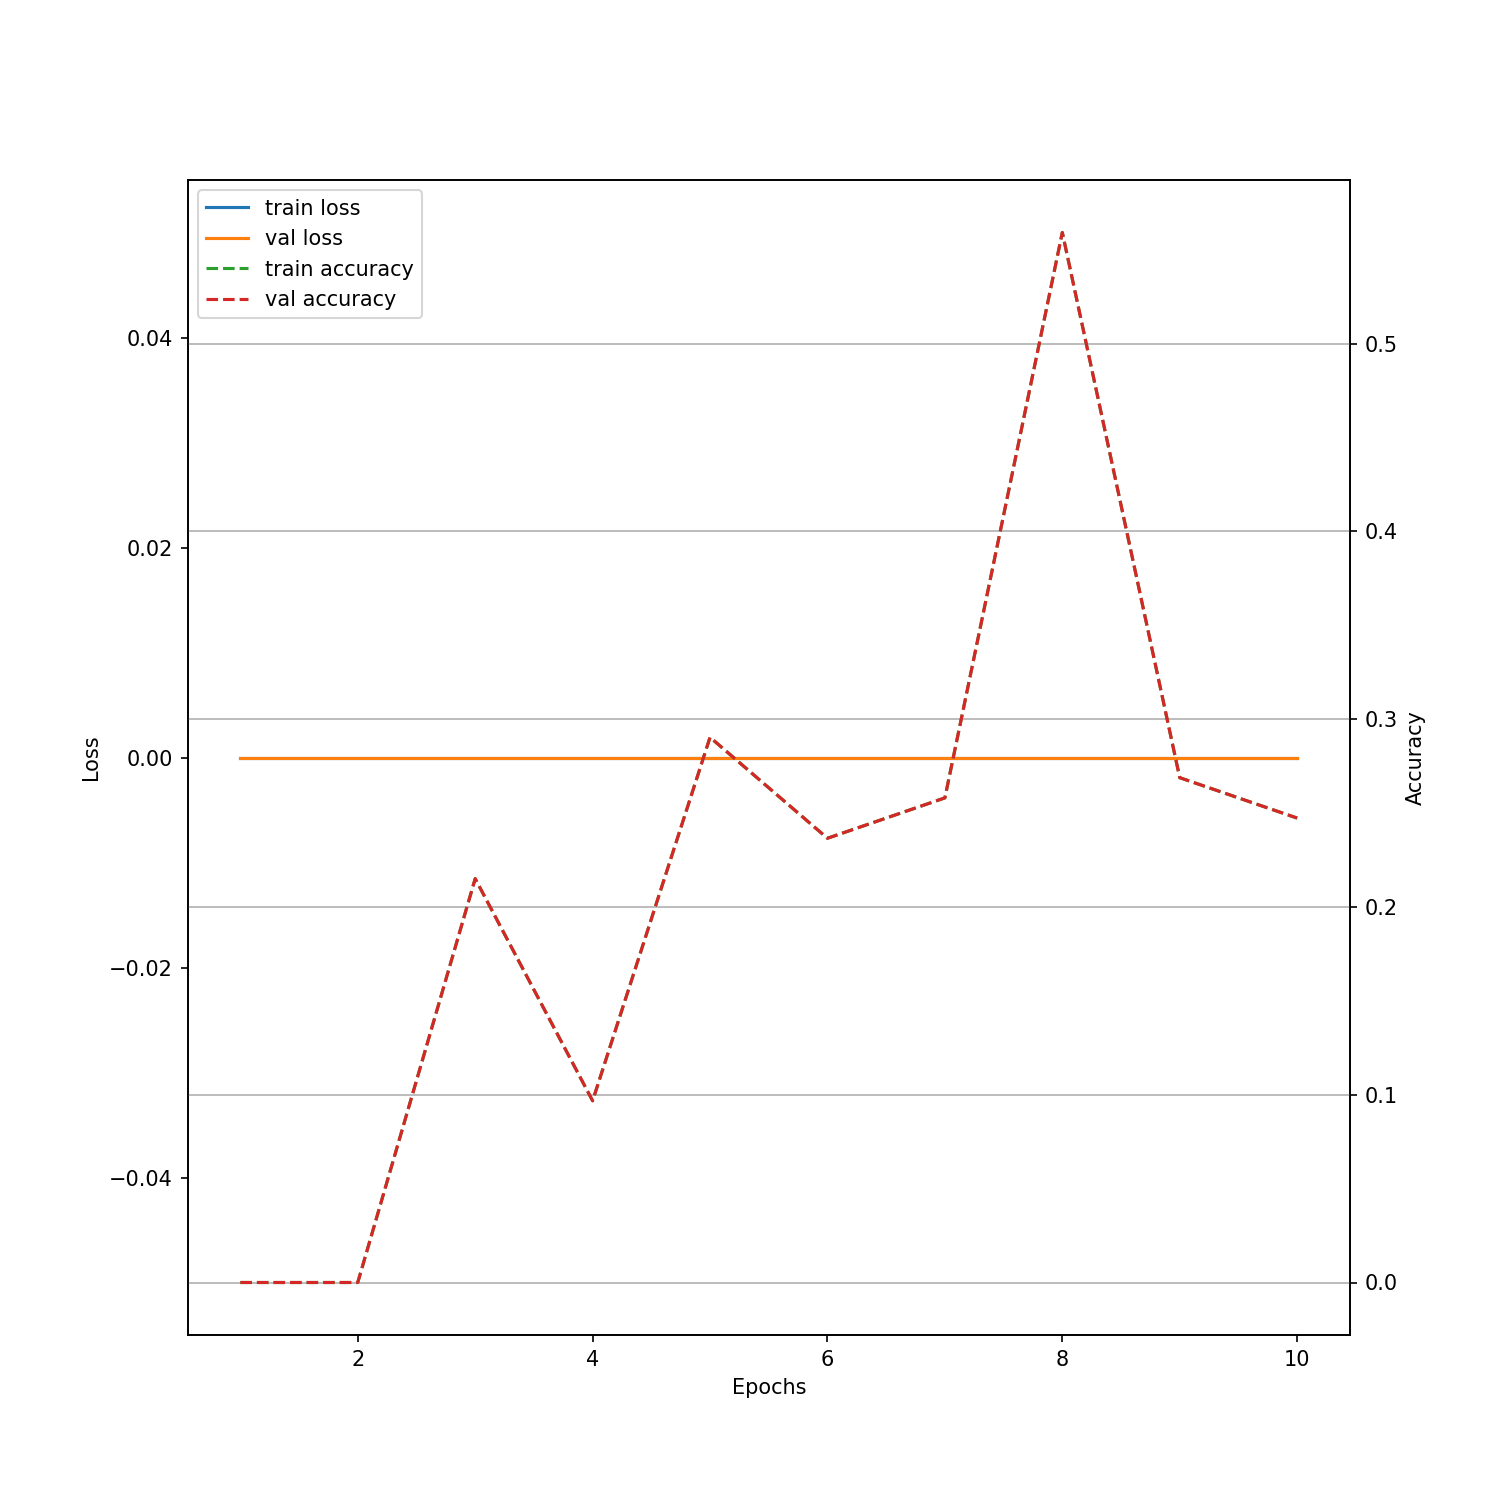 train loss
val loss
train accuracy
val accuracy
0.04
0.02
0.00
−0.02
−0.04
Loss
0.5
0.4
0.3
0.2
0.1
0.0
Accuracy
2 4 6 8 10
Epochs